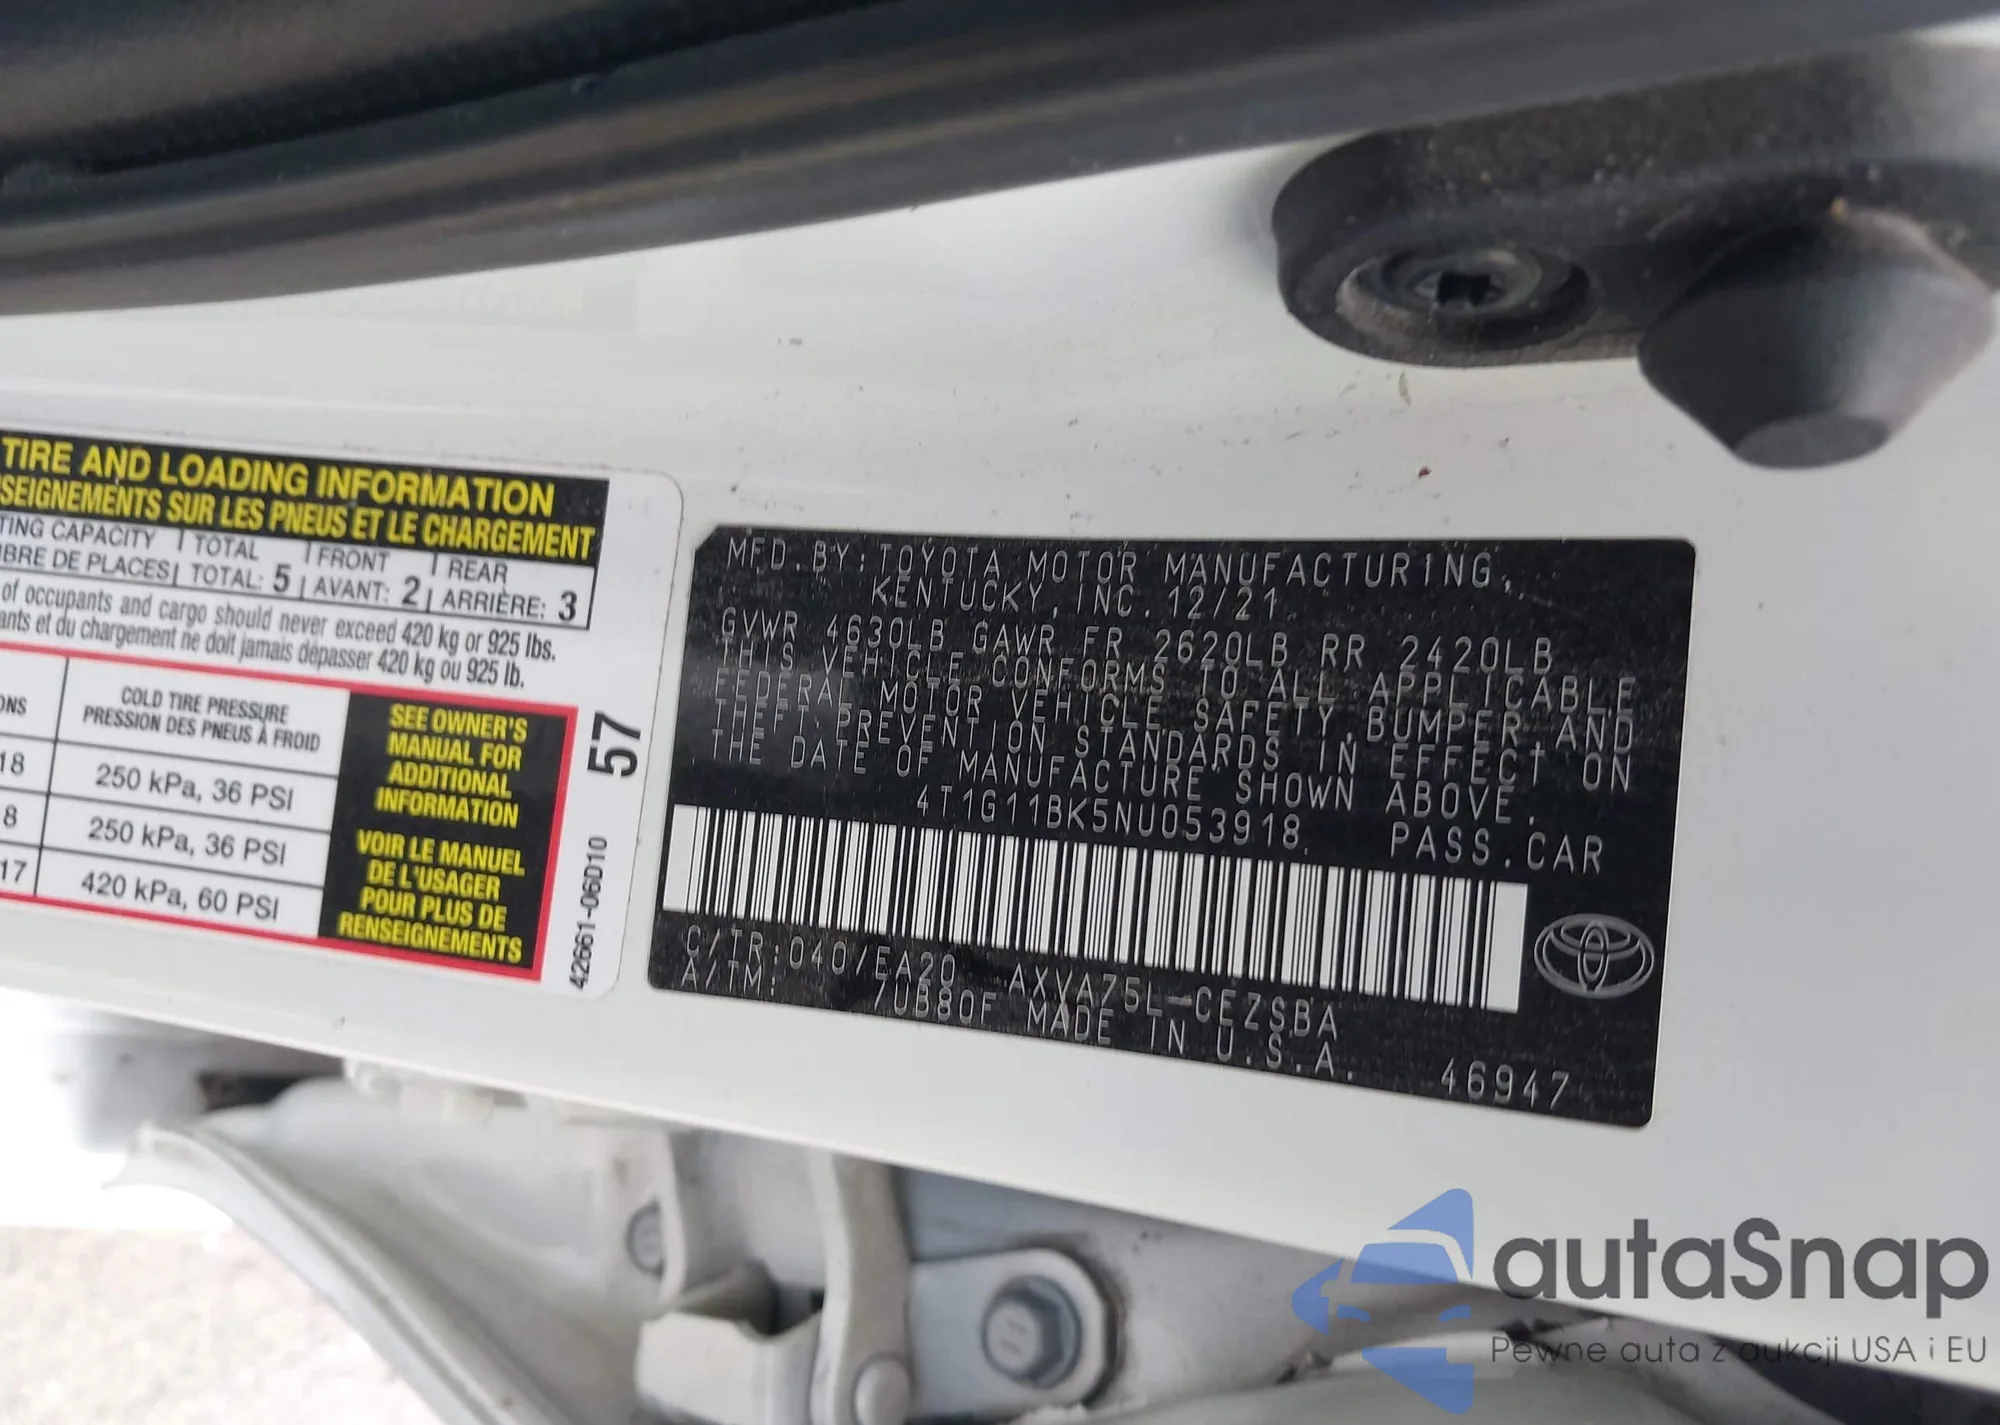 TIRE AND LOADING INFORMATION
SEIGNEMENTS SUR LES PNEUS ET LE CHARGEMENT
TING CAPACITY | TOTAL | FRONT | REAR
BRE DE PLACES | TOTAL: 5 | AVANT: 2 | ARRIÈRE: 3
of occupants and cargo should never exceed 420 kg or 925 lbs.
ants et du chargement ne doit jamais dépasser 420 kg ou 925 lb.
ONS
COLD TIRE PRESSURE
PRESSION DES PNEUS À FROID
18 250 kPa, 36 PSI
8 250 kPa, 36 PSI
17 420 kPa, 60 PSI
SEE OWNER'S
MANUAL FOR
ADDITIONAL
INFORMATION
VOIR LE MANUEL
DE L'USAGER
POUR PLUS DE
RENSEIGNEMENTS
42661-06D10 57
MFD. BY: TOYOTA MOTOR MANUFACTURING,
KENTUCKY, INC. 12/21
GVWR 4630LB GAWR FR 2620LB RR 2420LB
THIS VEHICLE CONFORMS TO ALL APPLICABLE
FEDERAL MOTOR VEHICLE SAFETY, BUMPER AND
THEFT PREVENTION STANDARDS IN EFFECT ON
THE DATE OF MANUFACTURE SHOWN ABOVE.
4T1G11BK5NU053918 PASS.CAR
C/TR: 040/EA20 AXVA75L-CEZSBA
A/TM: 7UB80F MADE IN U.S.A.
46947
autaSnap
Pewne auta z aukcji USA i EU